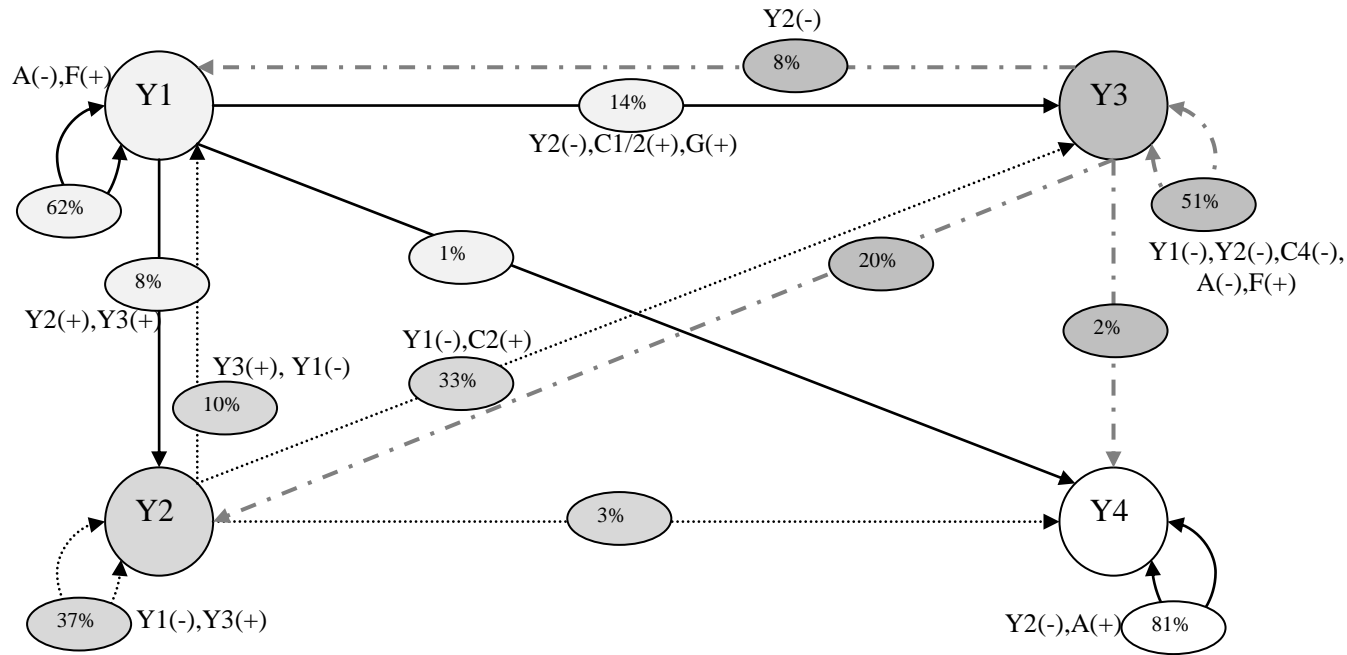 Y2(-)
8%
A(-),F(+)
Y1
14%
Y3
Y2(-),C1/2(+),G(+)
62%
51%
1%
20%
Y1(-),Y2(-),C4(-),
A(-),F(+)
8%
Y2(+),Y3(+)
2%
Y1(-),C2(+)
Y3(+), Y1(-)
33%
10%
Y2
3%
Y4
37%
Y1(-),Y3(+)
Y2(-),A(+)
81%